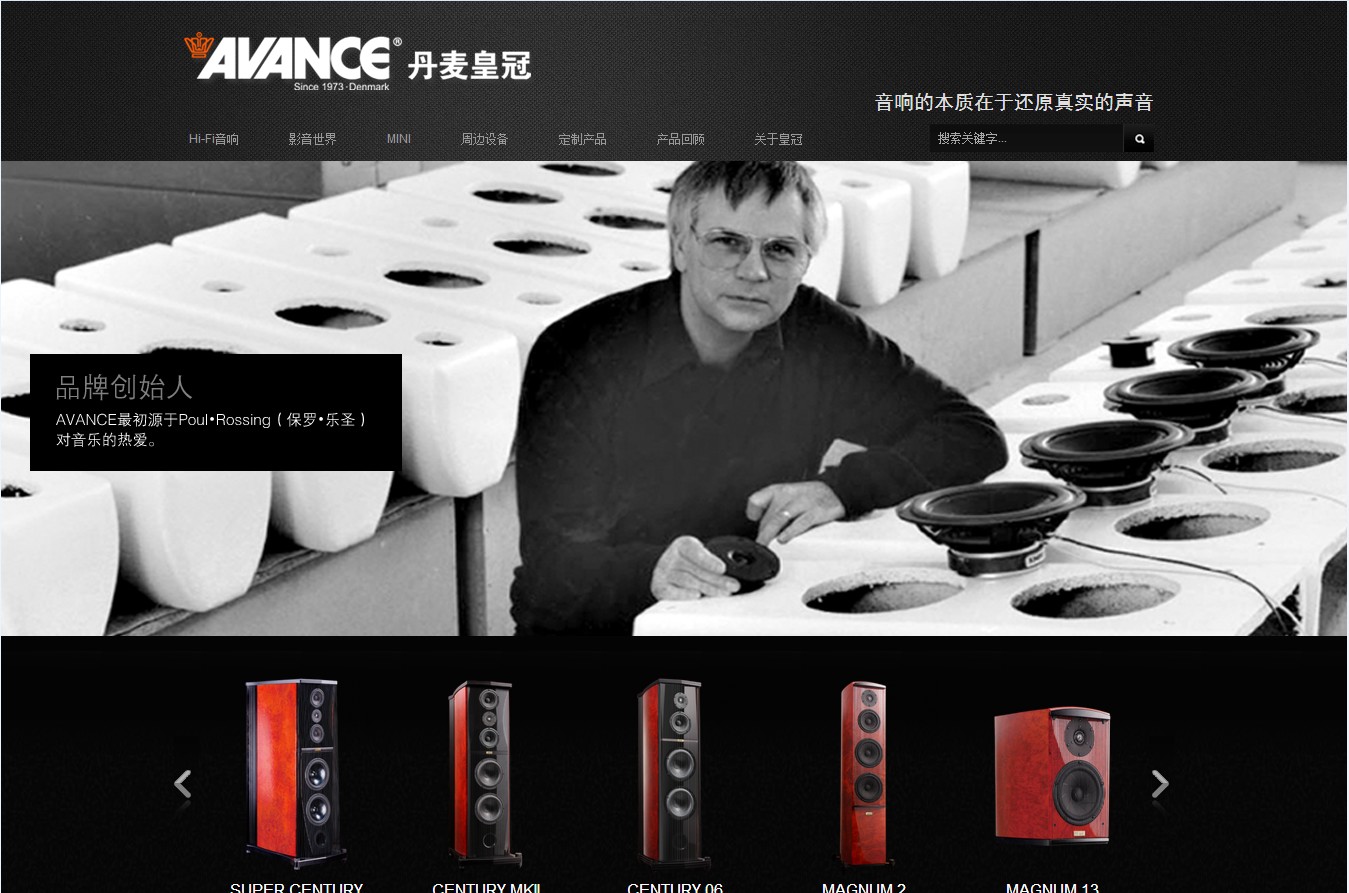 AVANCE® 丹麦皇冠
Since 1973·Denmark
音响的本质在于还原真实的声音
Hi-Fi音响 影音世界 MINI 周边设备 定制产品 产品回顾 关于皇冠 搜索关键字...
品牌创始人
AVANCE最初源于Poul•Rossing（保罗•乐圣）
对音乐的热爱。
SUPER CENTURY CENTURY MKII CENTURY 06 MAGNUM 2 MAGNUM 13